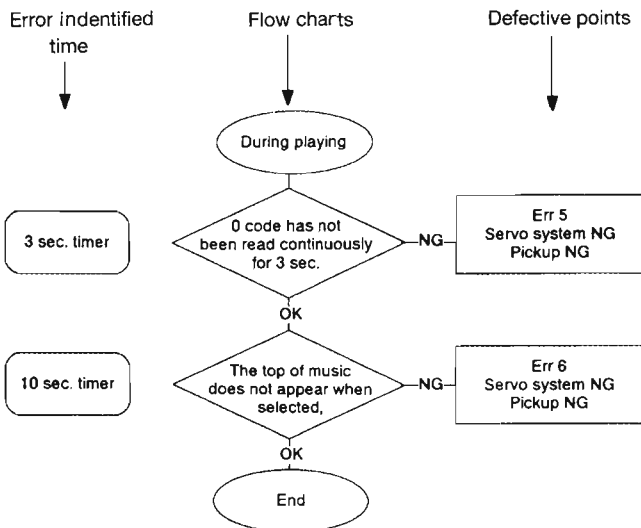 Error indentified
time
Flow charts
Defective points
During playing
3 sec. timer
0 code has not
been read continuously
for 3 sec.
NG
Err 5
Servo system NG
Pickup NG
OK
10 sec. timer
The top of music
does not appear when
selected,
NG
Err 6
Servo system NG
Pickup NG
OK
End